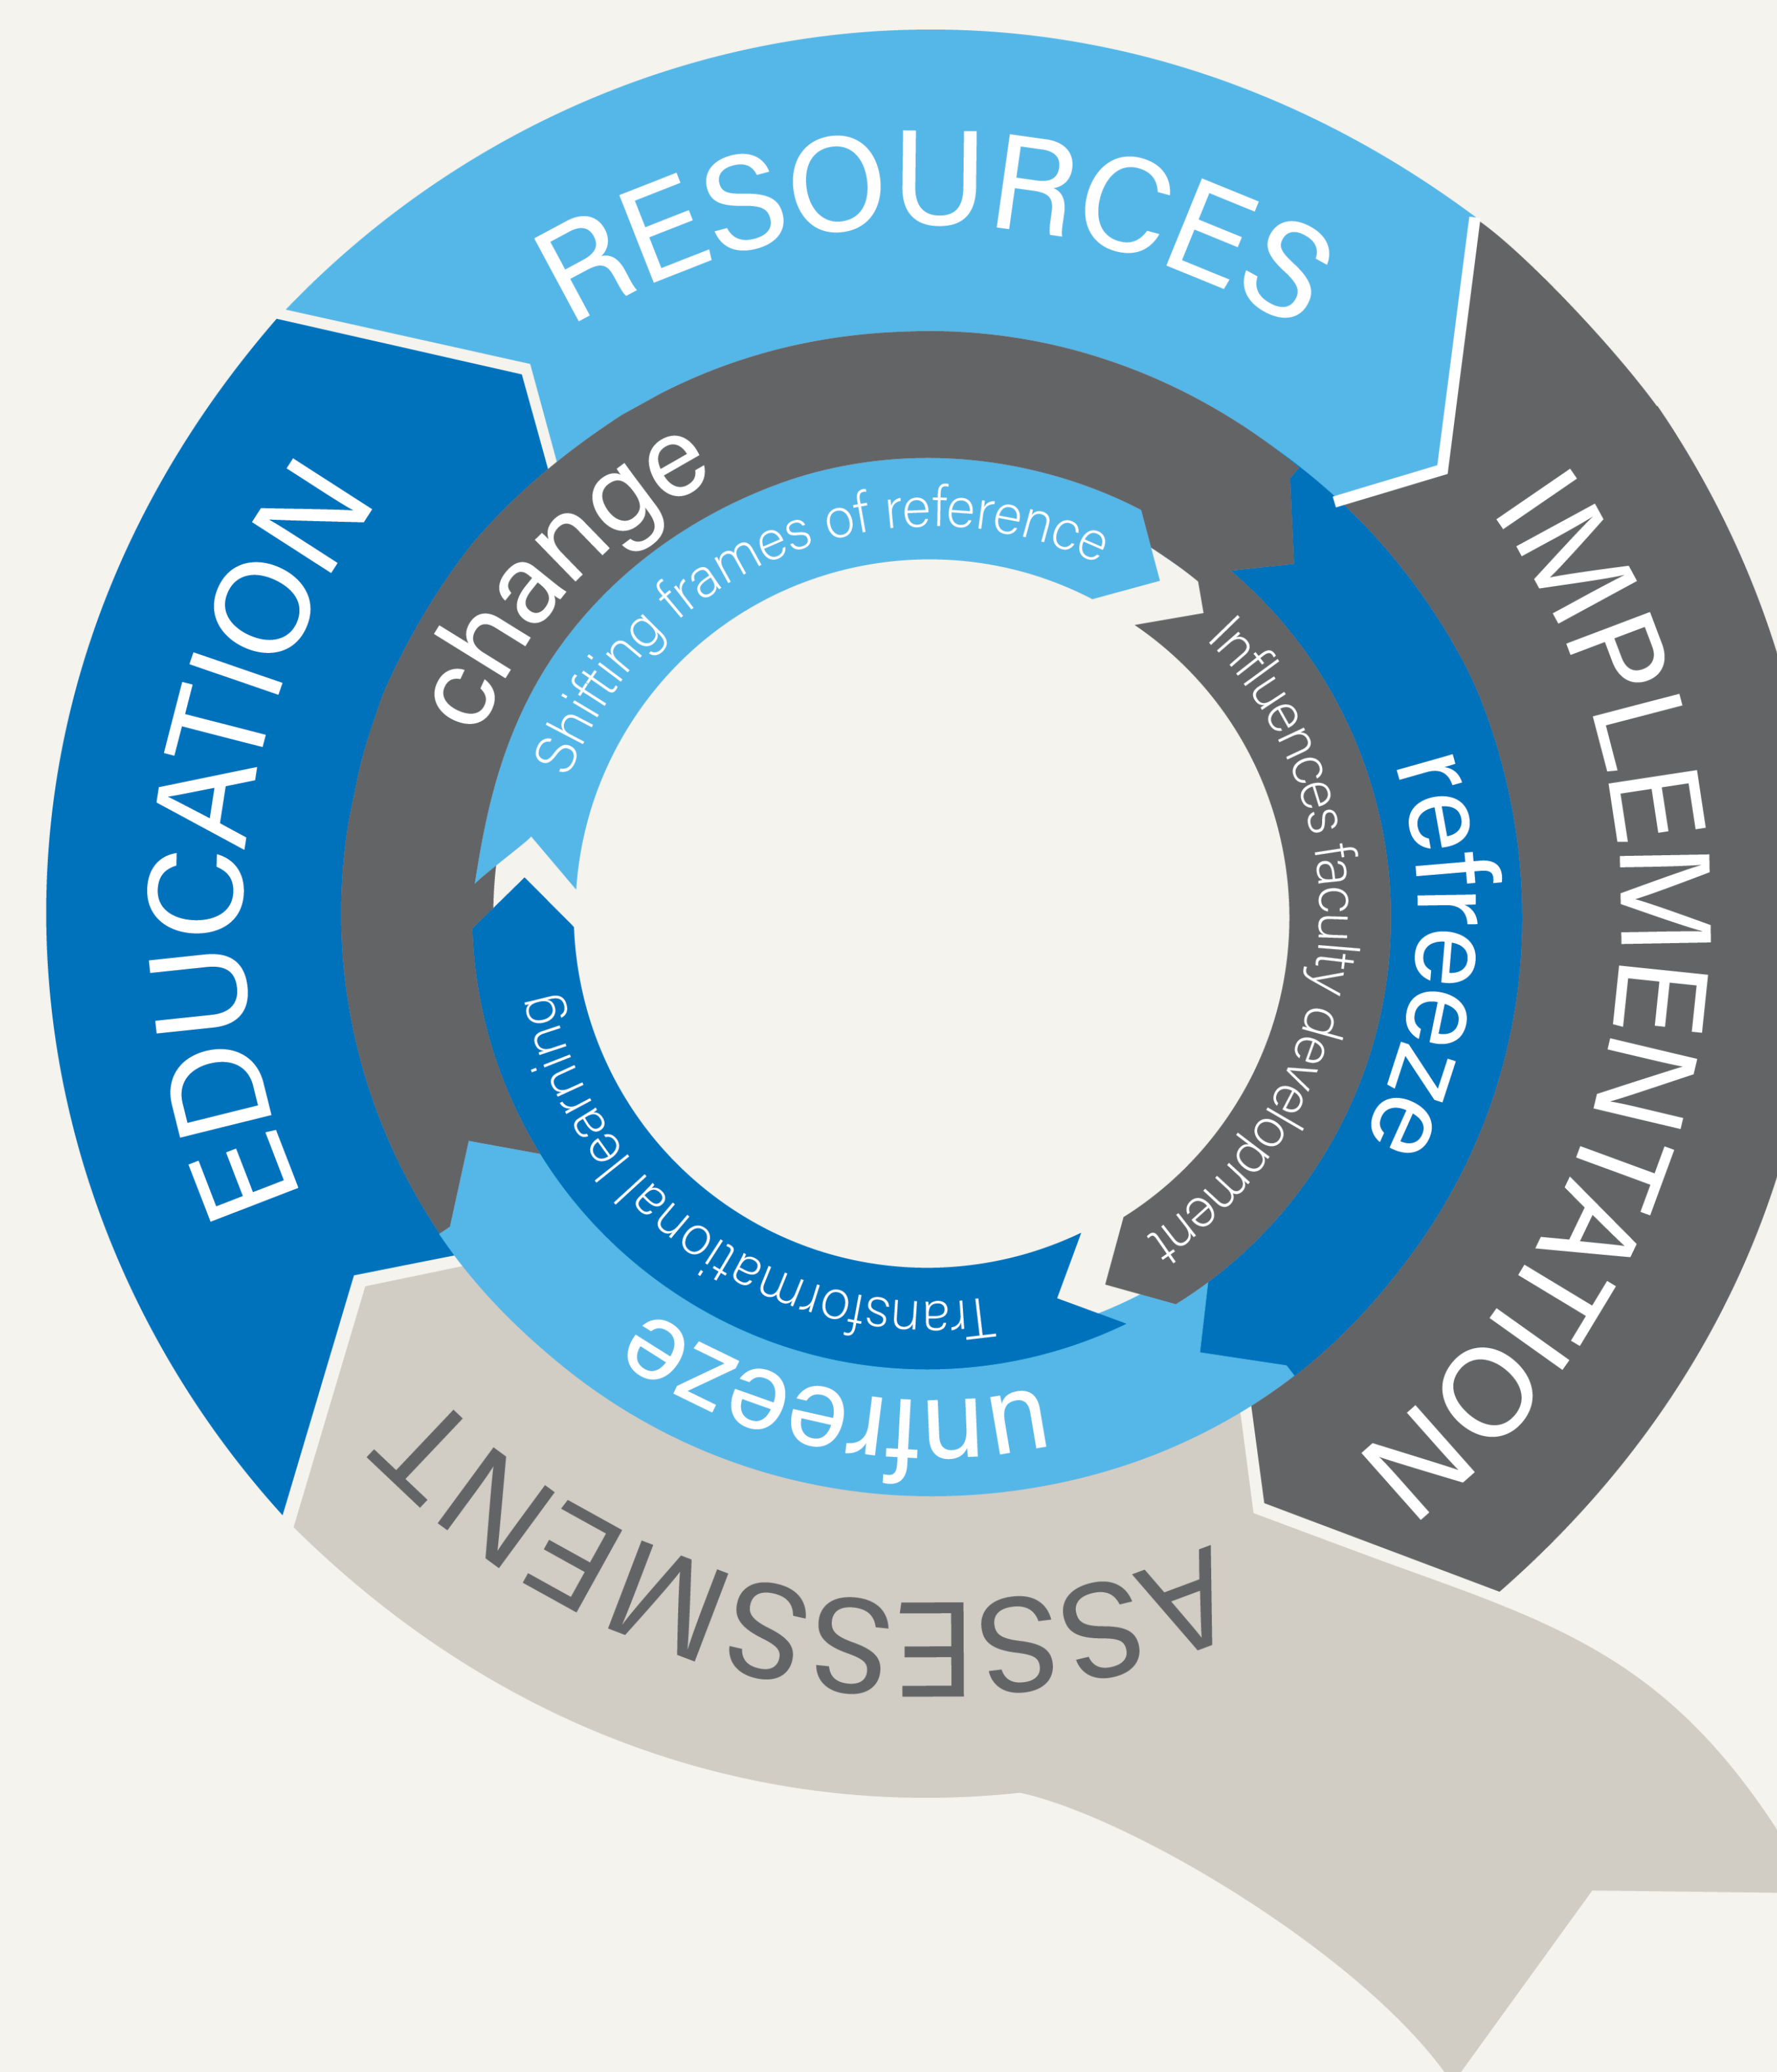 RESOURCES
IMPLEMENTATION
ASSESSMENT
EDUCATION
change
refreeze
unfreeze
Shifting frames of reference
Influences faculty development
Transformational learning